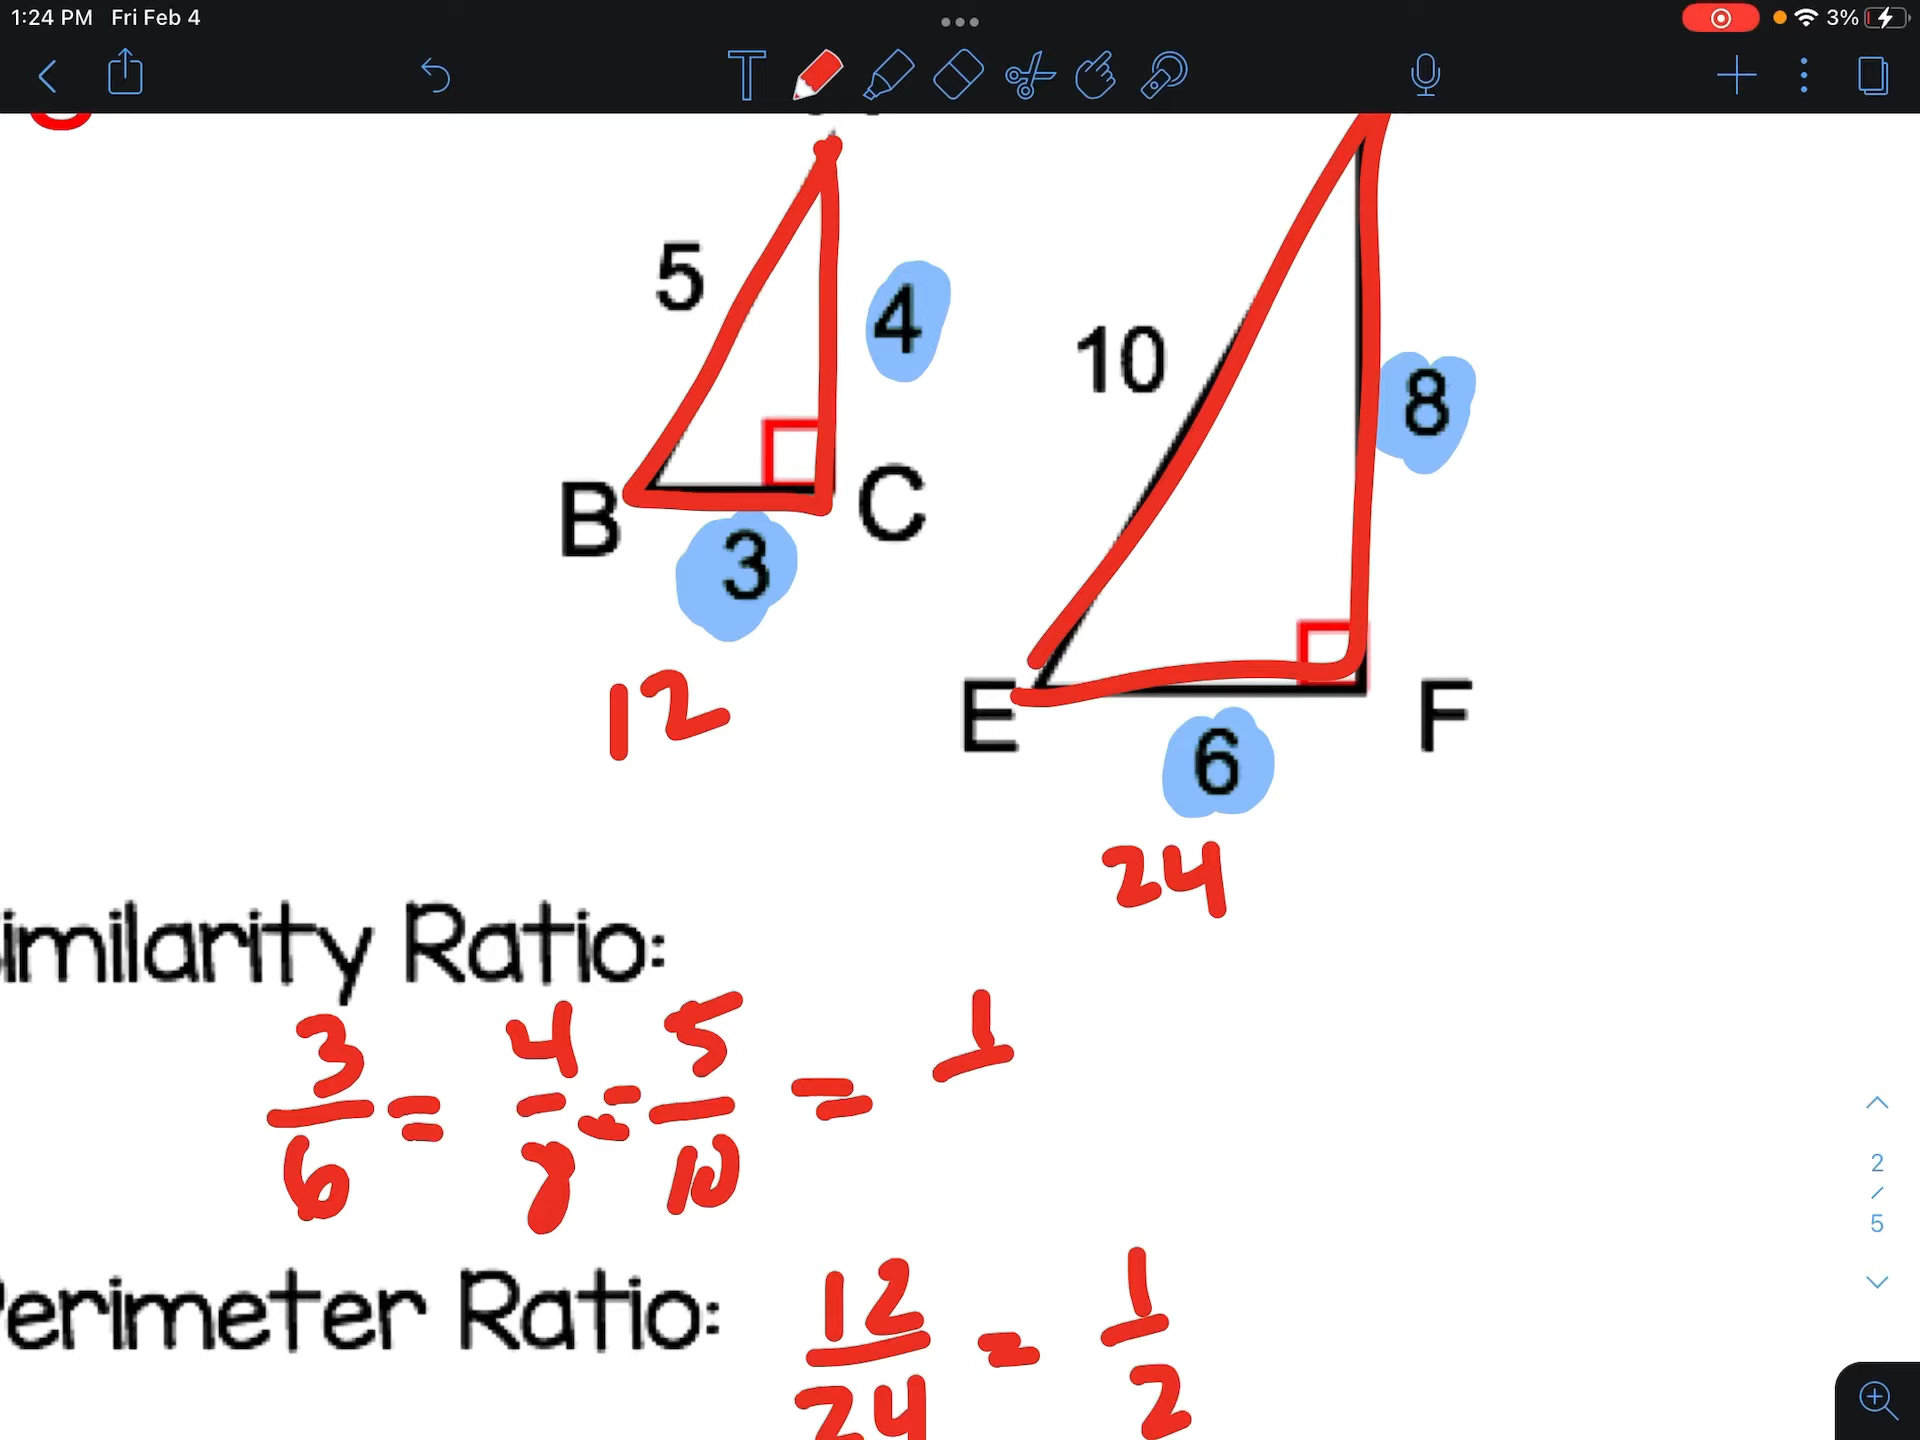 1:24 PM Fri Feb 4
3%
T
5
4
10
8
B
C
3
12
E
F
6
24
imilarity Ratio:
3/6 = 4/8 = 5/10 = 1
erimeter Ratio:
12/24 = 1/2
2
/
5